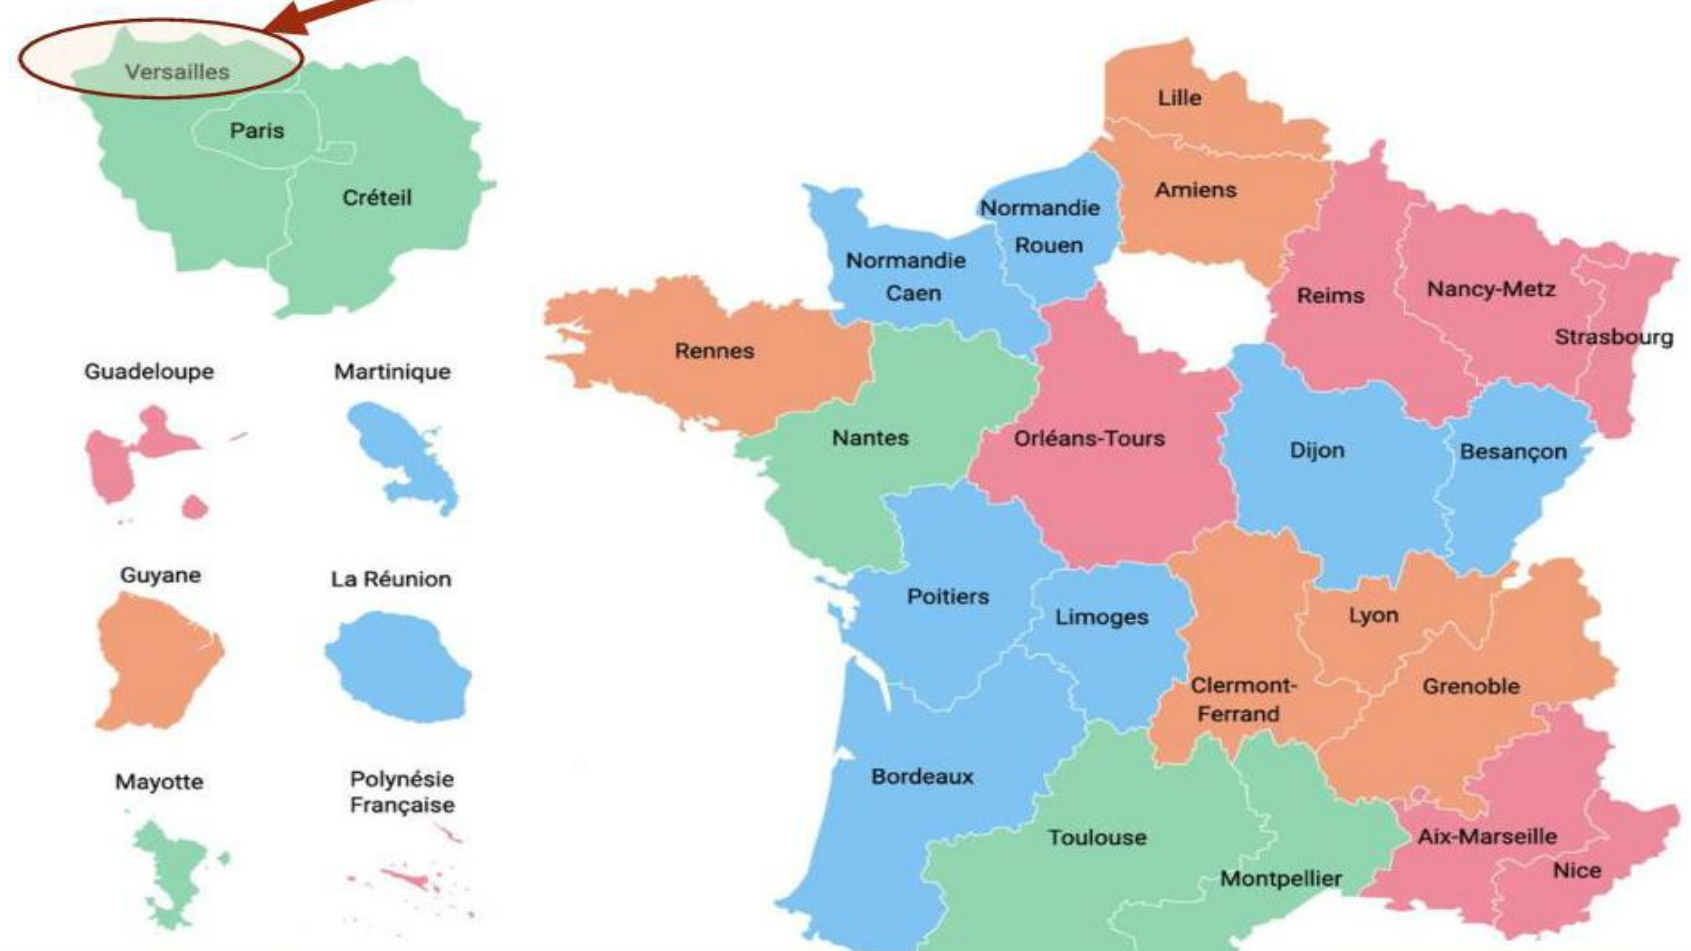 Versailles
Paris
Créteil
Guadeloupe
Martinique
Guyane
La Réunion
Mayotte
Polynésie
Française
Lille
Amiens
Normandie
Rouen
Normandie
Caen
Reims
Nancy-Metz
Strasbourg
Rennes
Nantes
Orléans-Tours
Dijon
Besançon
Poitiers
Limoges
Lyon
Clermont-
Ferrand
Grenoble
Bordeaux
Toulouse
Montpellier
Aix-Marseille
Nice